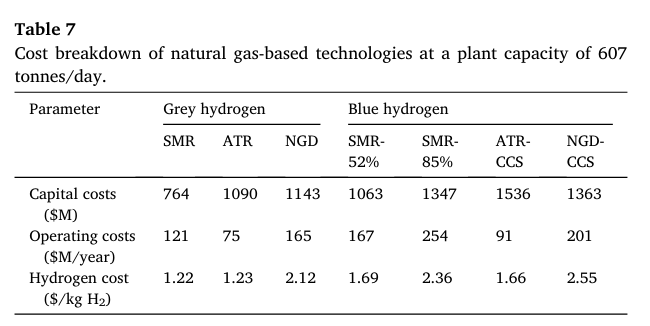 Table 7
Cost breakdown of natural gas-based technologies at a plant capacity of 607
tonnes/day.
Parameter Grey hydrogen Blue hydrogen
SMR ATR NGD SMR- SMR- ATR- NGD-
52% 85% CCS CCS
Capital costs 764 1090 1143 1063 1347 1536 1363
($M)
Operating costs 121 75 165 167 254 91 201
($M/year)
Hydrogen cost 1.22 1.23 2.12 1.69 2.36 1.66 2.55
($/kg H₂)